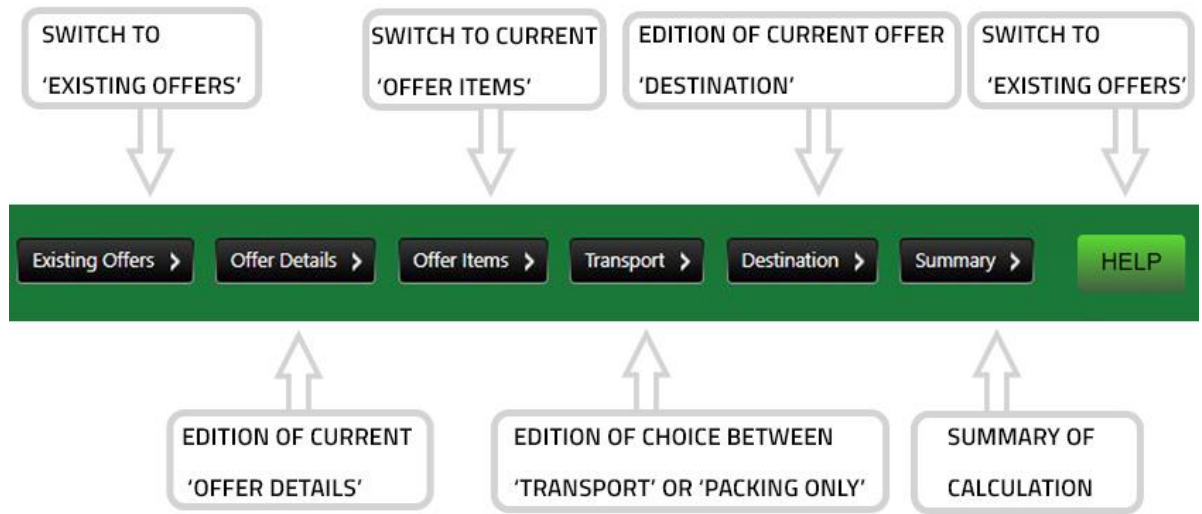 SWITCH TO
'EXISTING OFFERS'
SWITCH TO CURRENT
'OFFER ITEMS'
EDITION OF CURRENT OFFER
'DESTINATION'
SWITCH TO
'EXISTING OFFERS'
Existing Offers
Offer Details
Offer Items
Transport
Destination
Summary
HELP
EDITION OF CURRENT
'OFFER DETAILS'
EDITION OF CHOICE BETWEEN
'TRANSPORT' OR 'PACKING ONLY'
SUMMARY OF
CALCULATION